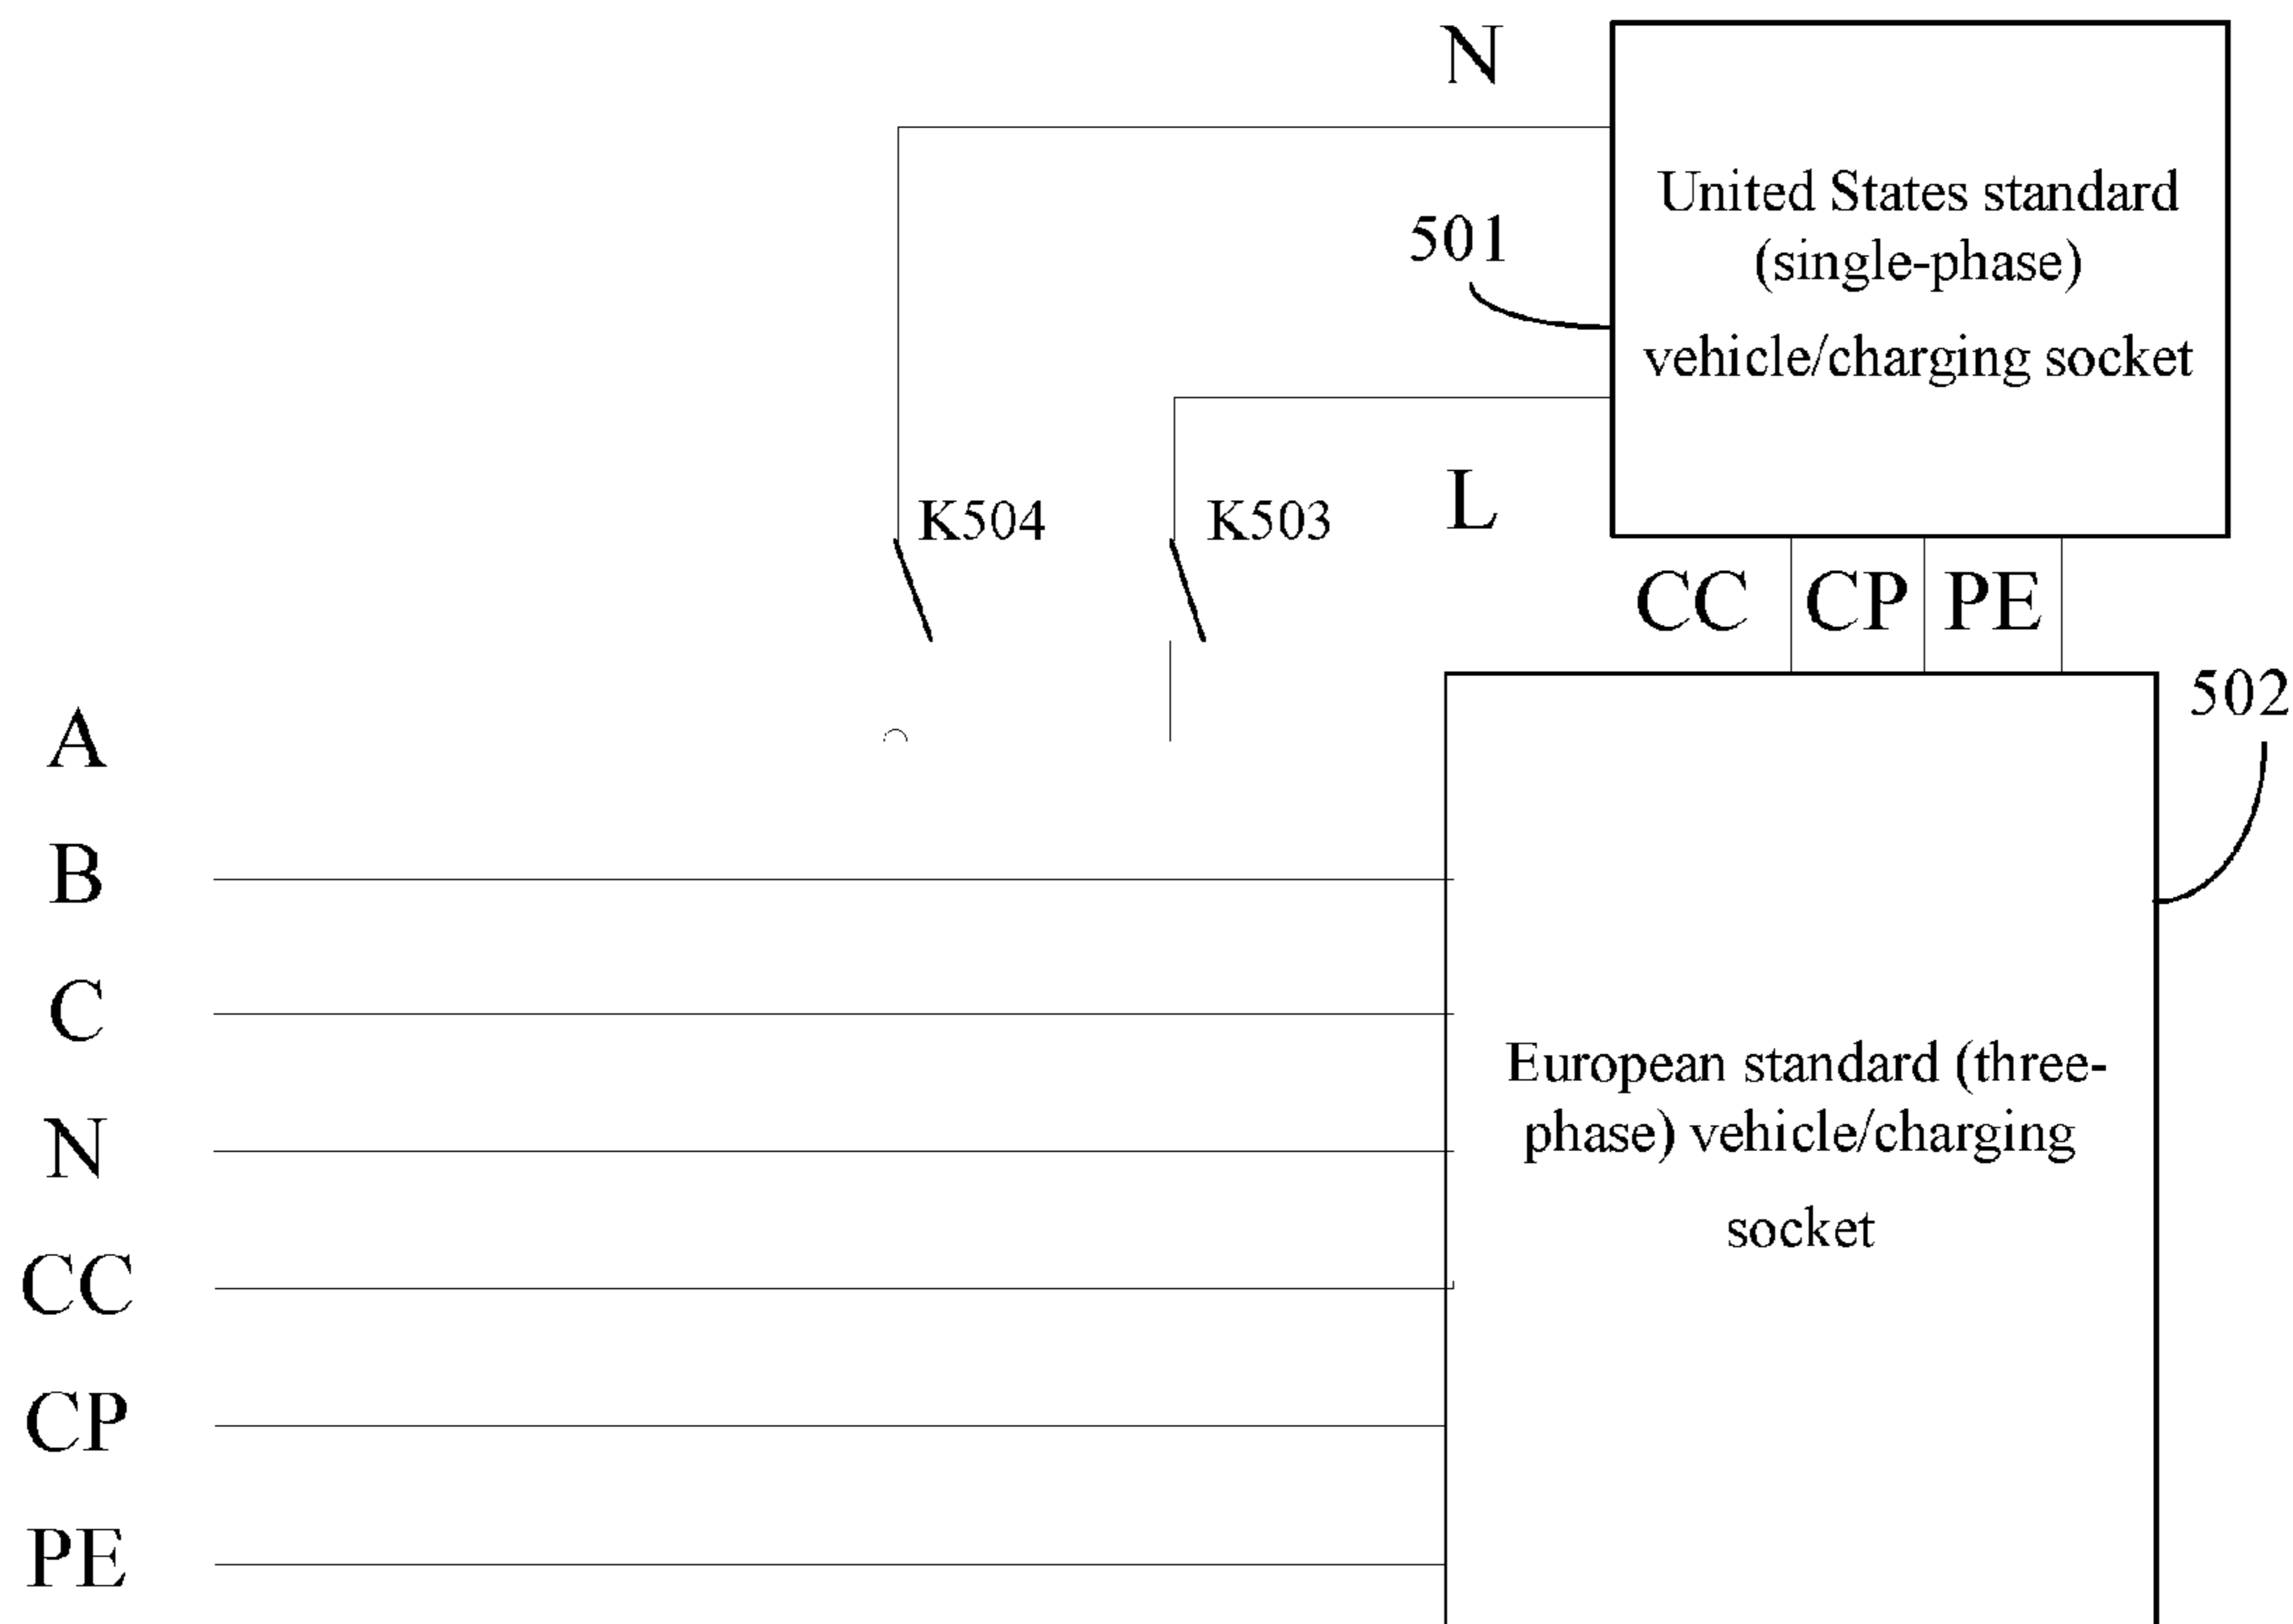 N
United States standard
(single-phase)
vehicle/charging socket
501
L
K504
K503
CC CP PE
502
A
B
C
N
CC
CP
PE
European standard (three-
phase) vehicle/charging
socket